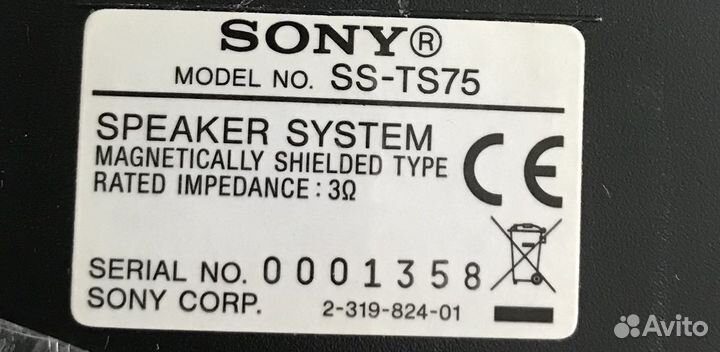 SONY®
MODEL NO. SS-TS75
SPEAKER SYSTEM
MAGNETICALLY SHIELDED TYPE
RATED IMPEDANCE : 3Ω
CE
SERIAL NO. 0001358
SONY CORP. 2-319-824-01
Avito